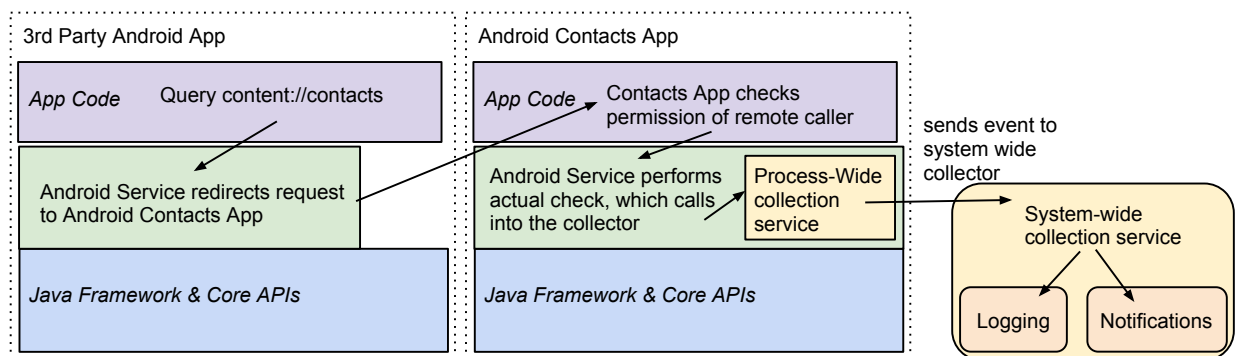 3rd Party Android App
App Code
Query content://contacts
Android Service redirects request
to Android Contacts App
Java Framework & Core APIs
Android Contacts App
App Code
Contacts App checks
permission of remote caller
Android Service performs
actual check, which calls
into the collector
Process-Wide
collection
service
Java Framework & Core APIs
sends event to
system wide
collector
System-wide
collection service
Logging
Notifications